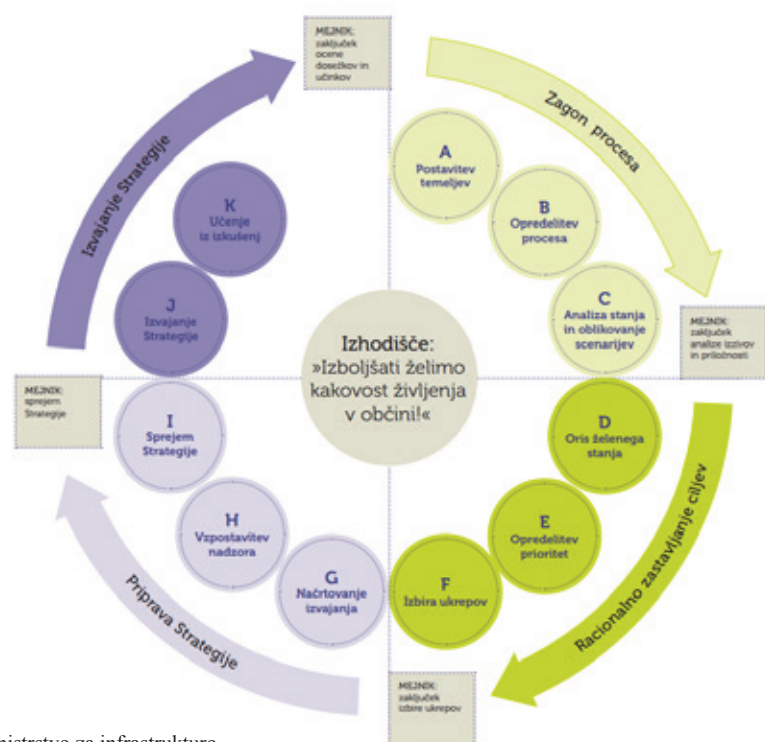 MEJNIK:
zaključek
ocene
dosežkov in
učinkov
Zagon procesa
A
Postavitev
temeljev
B
Opredelitev
procesa
C
Analiza stanja
in oblikovanje
scenarijev
MEJNIK:
zaključek
analize izzivov
in priložnosti
Racionalno zastavljanje ciljev
D
Oris želenega
stanja
E
Opredelitev
prioritet
F
Izbira ukrepov
MEJNIK:
zaključek
izbire ukrepov
Priprava Strategije
G
Načrtovanje
izvajanja
H
Vzpostavitev
nadzora
I
Sprejem
Strategije
MEJNIK:
sprejem
Strategije
Izvajanje Strategije
J
Izvajanje
Strategije
K
Učenje
iz izkušenj
Izhodišče:
»Izboljšati želimo
kakovost življenja
v občini!«